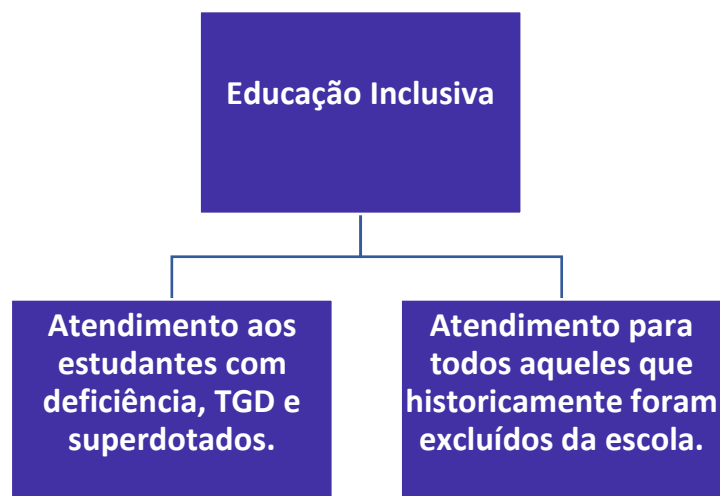 Educação Inclusiva
Atendimento aos
estudantes com
deficiência, TGD e
superdotados.
Atendimento para
todos aqueles que
historicamente foram
excluídos da escola.